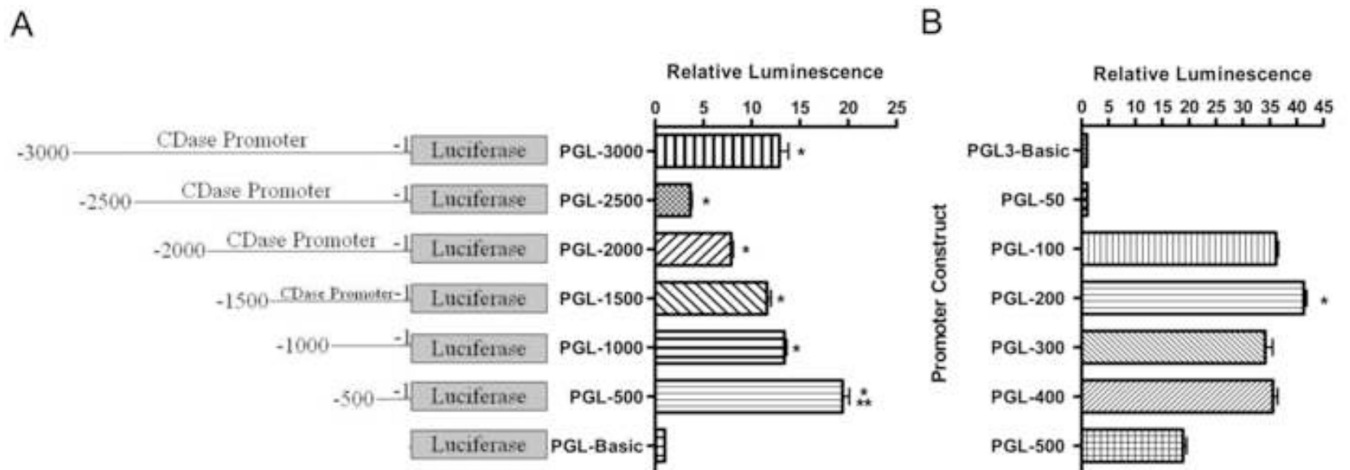 A
B
Relative Luminescence
0 5 10 15 20 25
-3000 CDase Promoter -1 Luciferase PGL-3000 *
-2500 CDase Promoter -1 Luciferase PGL-2500 *
-2000 CDase Promoter -1 Luciferase PGL-2000 *
-1500 CDase Promoter -1 Luciferase PGL-1500 *
-1000 -1 Luciferase PGL-1000 *
-500 -1 Luciferase PGL-500 *
**
Luciferase PGL-Basic
Relative Luminescence
0 5 10 15 20 25 30 35 40 45
Promoter Construct
PGL3-Basic
PGL-50
PGL-100
PGL-200 *
PGL-300
PGL-400
PGL-500